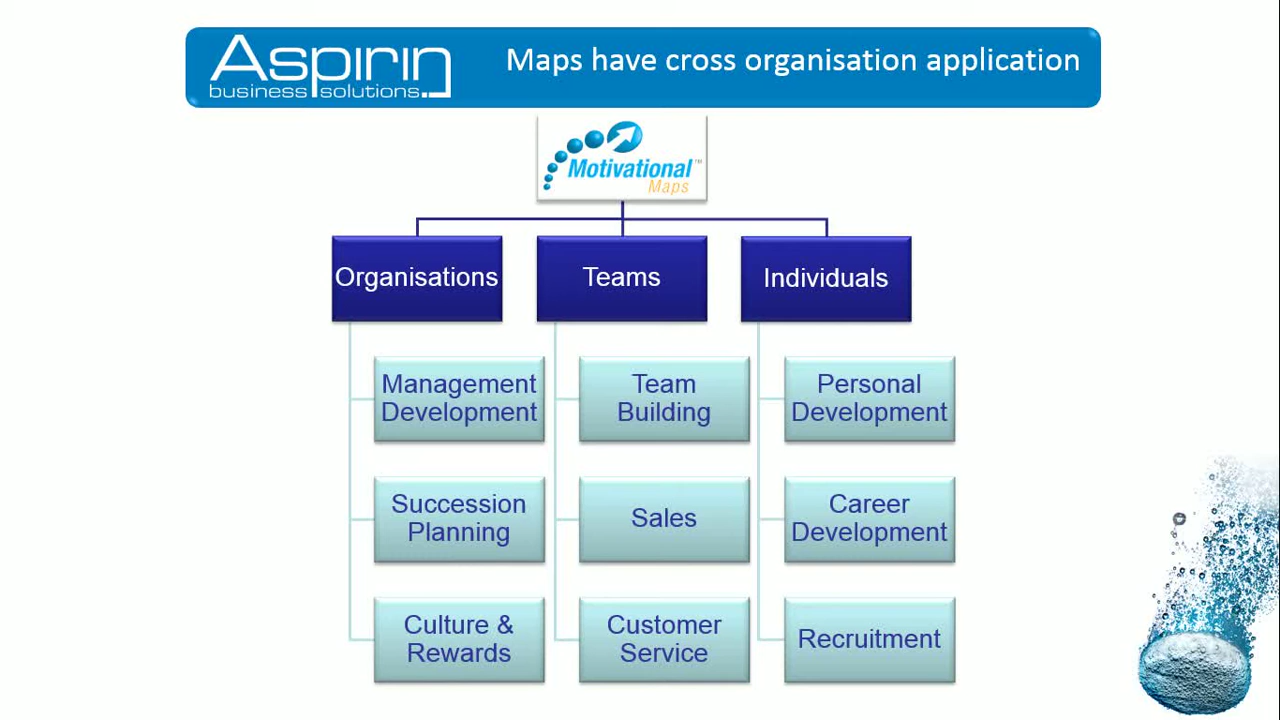 Aspirin
business solutions.
Maps have cross organisation application
Motivational™
Maps
Organisations
Teams
Individuals
Management
Development
Team
Building
Personal
Development
Succession
Planning
Sales
Career
Development
Culture &
Rewards
Customer
Service
Recruitment